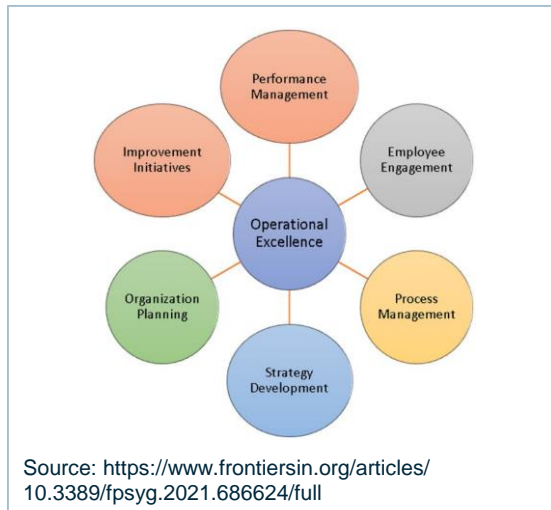 Performance
Management
Improvement
Initiatives
Employee
Engagement
Operational
Excellence
Organization
Planning
Process
Management
Strategy
Development
Source: https://www.frontiersin.org/articles/
10.3389/fpsyg.2021.686624/full